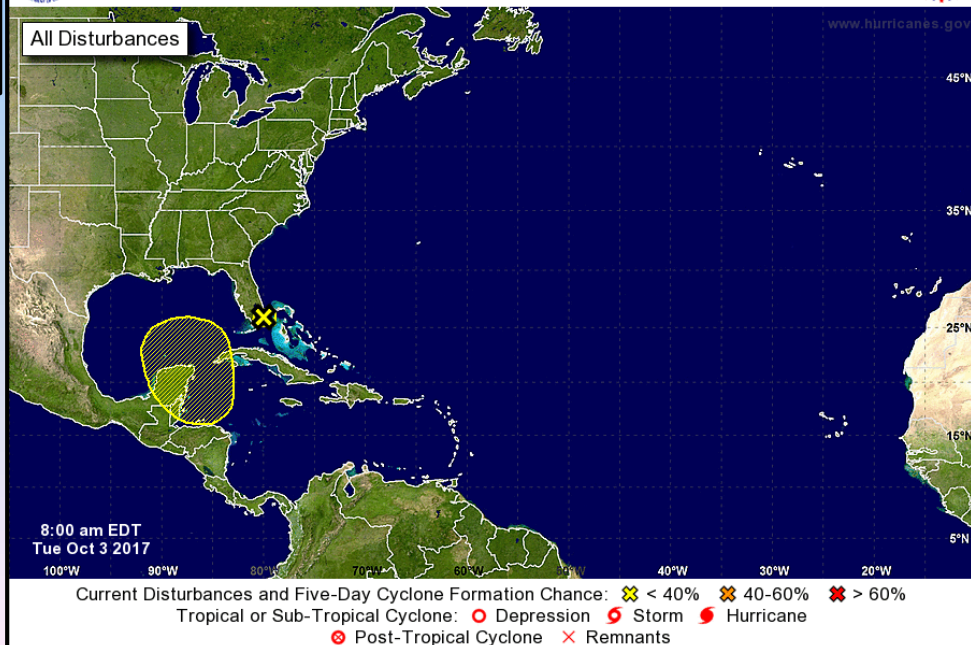 www.hurricanes.gov
All Disturbances
45°N
35°N
25°N
15°N
5°N
8:00 am EDT
Tue Oct 3 2017
100°W 90°W 80°W 70°W 60°W 50°W 40°W 30°W 20°W
Current Disturbances and Five-Day Cyclone Formation Chance: < 40% 40-60% > 60%
Tropical or Sub-Tropical Cyclone: Depression Storm Hurricane
Post-Tropical Cyclone Remnants